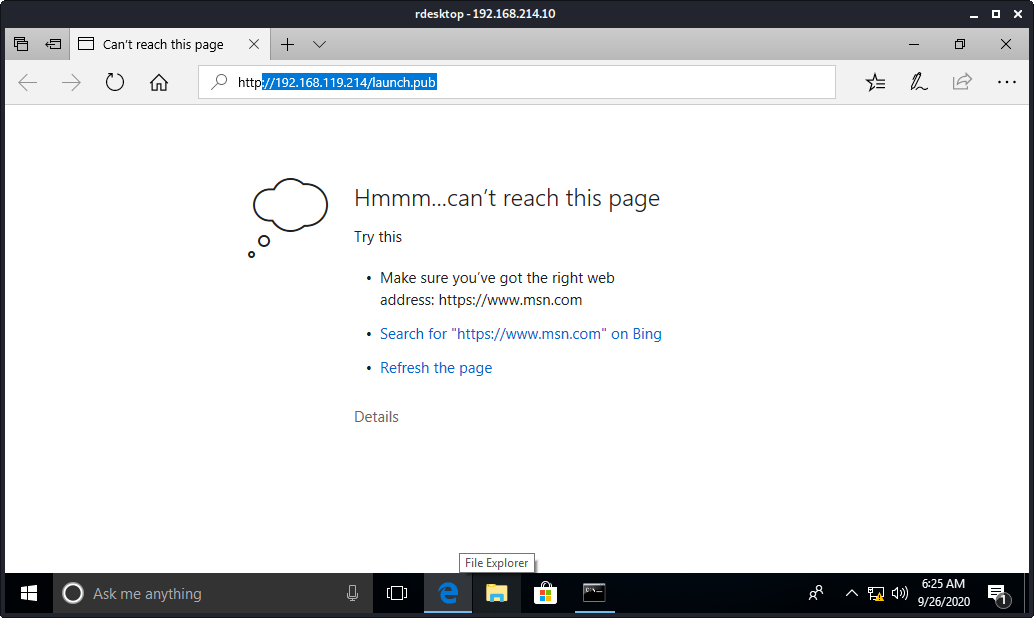 rdesktop - 192.168.214.10
Can't reach this page
http://192.168.119.214/launch.pub
Hmmm...can't reach this page
Try this
• Make sure you've got the right web
address: https://www.msn.com
• Search for "https://www.msn.com" on Bing
• Refresh the page
Details
File Explorer
Ask me anything
6:25 AM
9/26/2020
1